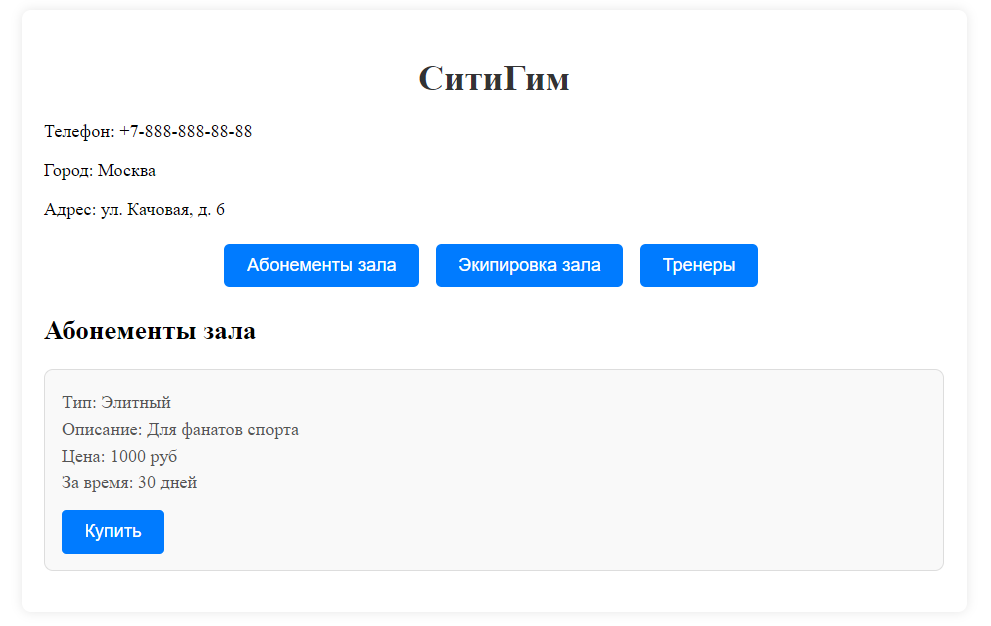 СитиГим
Телефон: +7-888-888-88-88
Город: Москва
Адрес: ул. Качовая, д. 6
Абонементы зала Экипировка зала Тренеры
Абонементы зала
Тип: Элитный
Описание: Для фанатов спорта
Цена: 1000 руб
За время: 30 дней
Купить